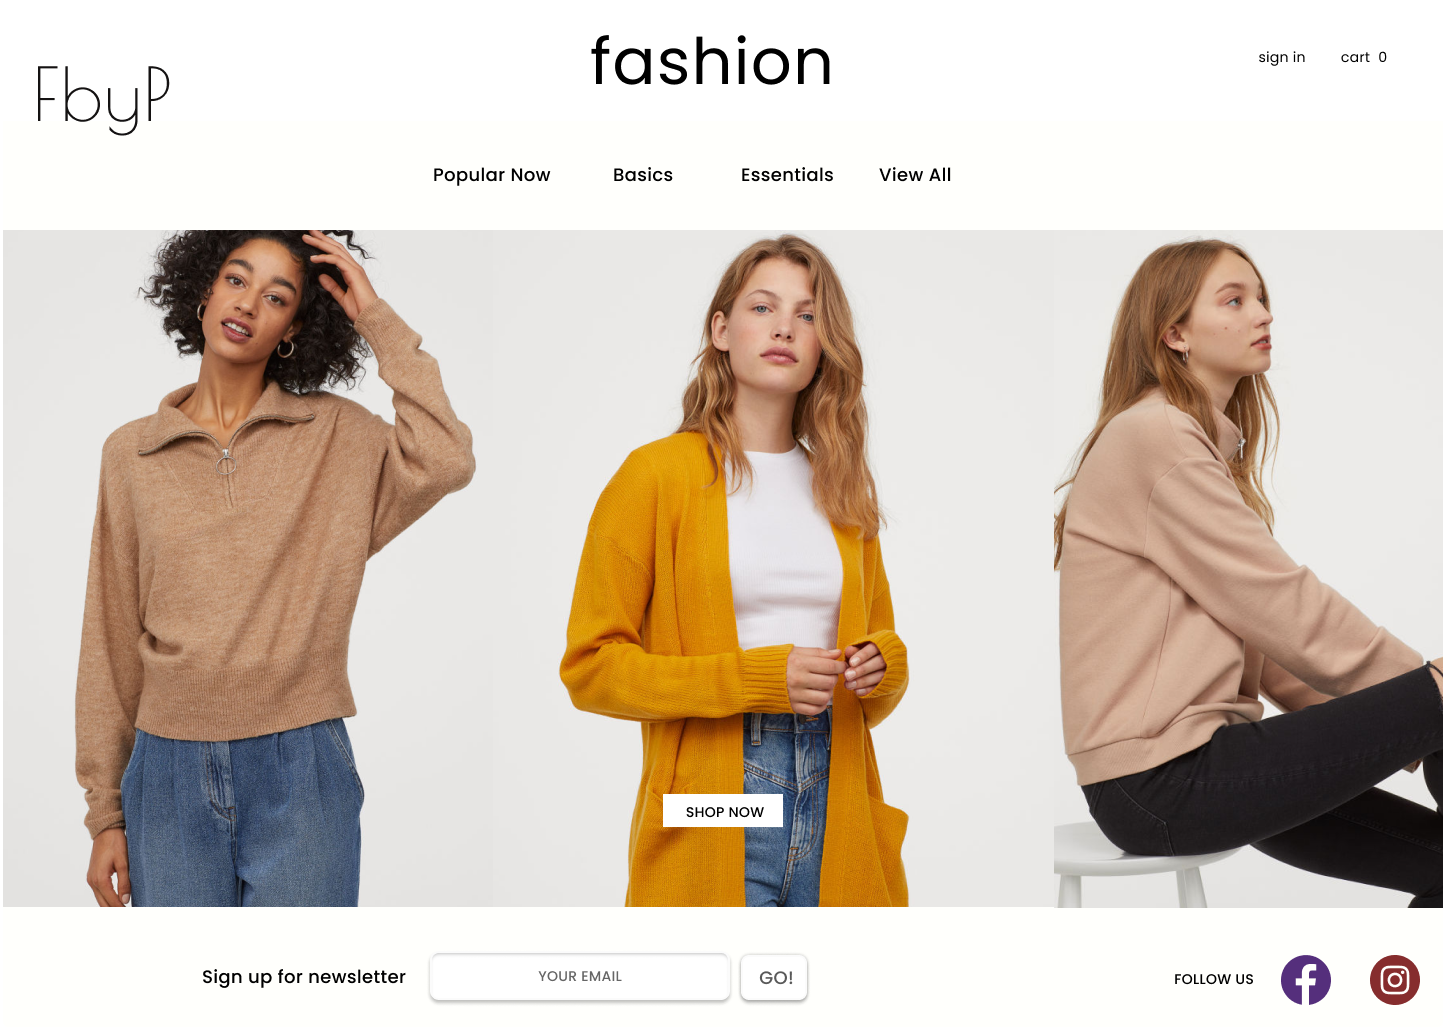 fashion
sign in cart 0
FbyP
Popular Now Basics Essentials View All
SHOP NOW
Sign up for newsletter YOUR EMAIL GO! FOLLOW US